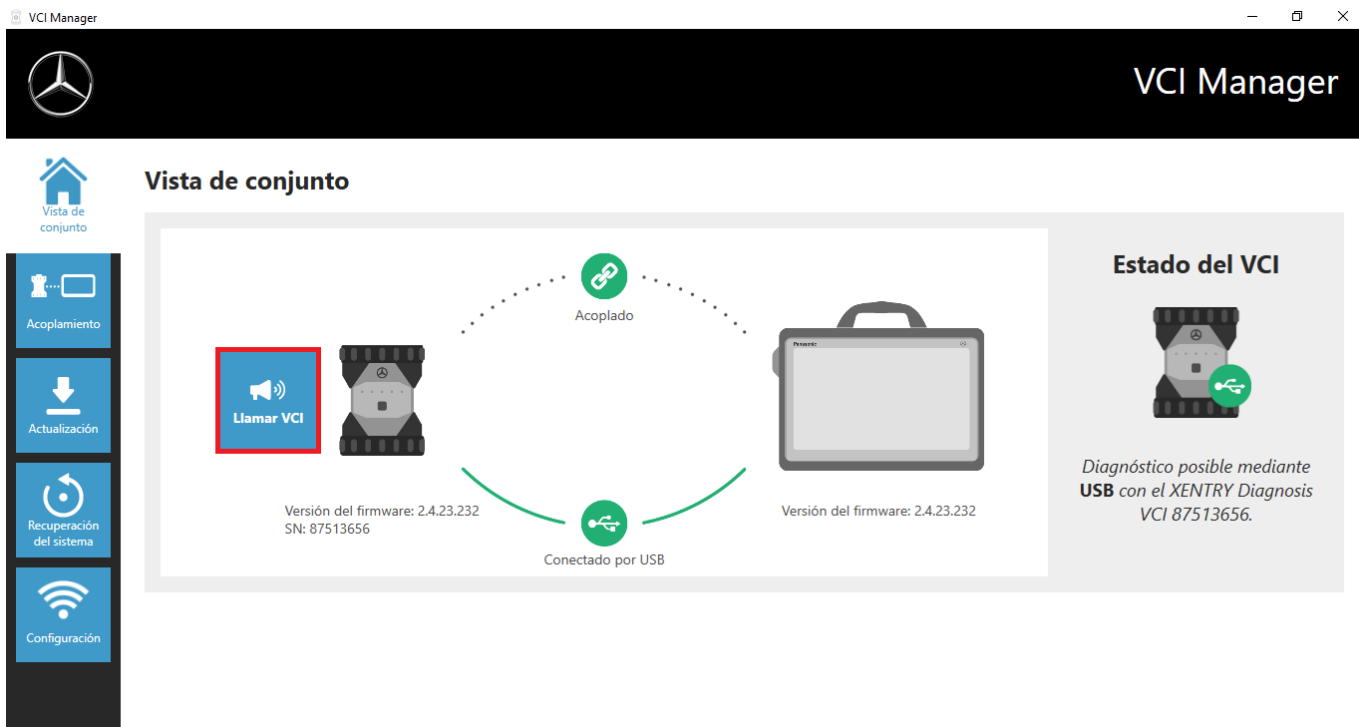 VCI Manager
VCI Manager
Vista de
conjunto
Acoplamiento
Actualización
Recuperación
del sistema
Configuración
Vista de conjunto
Acoplado
Llamar VCI
Versión del firmware: 2.4.23.232
SN: 87513656
Conectado por USB
Panasonic
Versión del firmware: 2.4.23.232
Estado del VCI
Diagnóstico posible mediante
USB con el XENTRY Diagnosis
VCI 87513656.